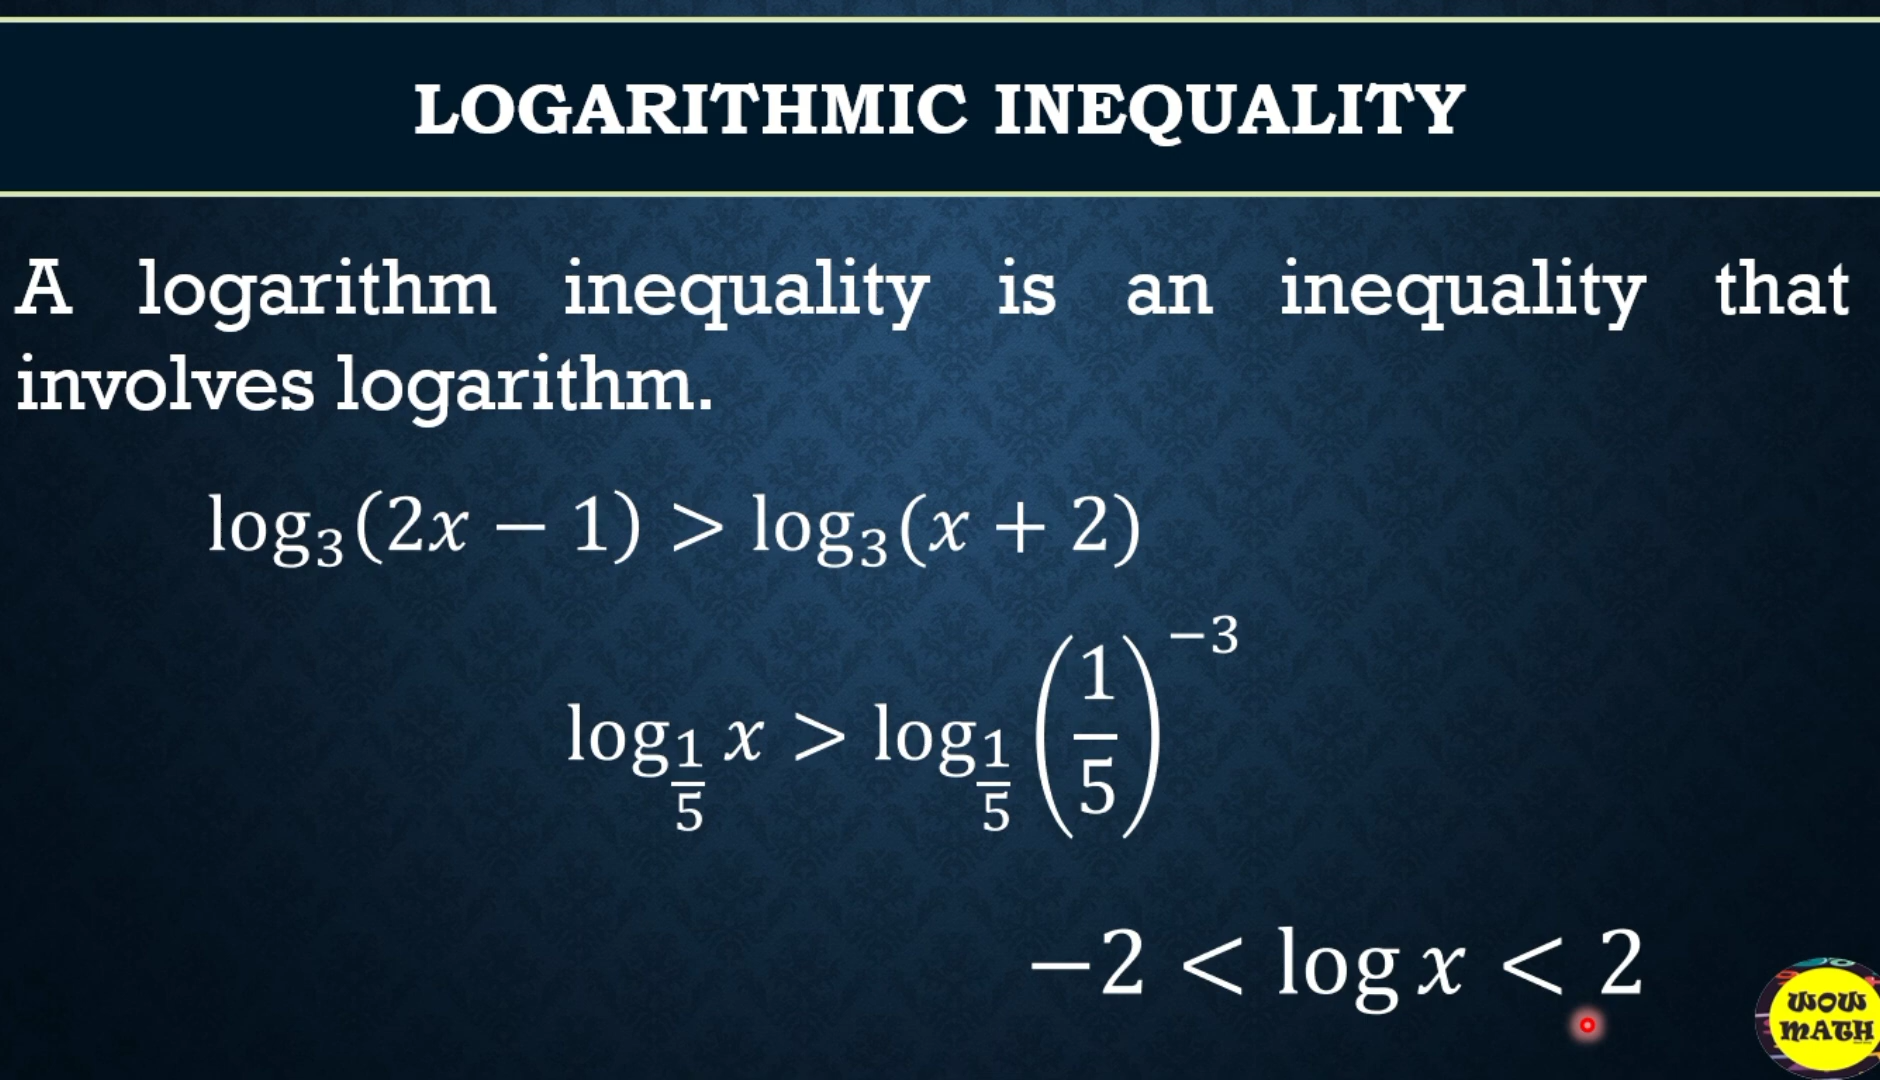 LOGARITHMIC INEQUALITY
A logarithm inequality is an inequality that
involves logarithm.
log₃(2x − 1) > log₃(x + 2)
log_{1/5} x > log_{1/5} (1/5)^{−3}
−2 < log x < 2
WOW
MATH